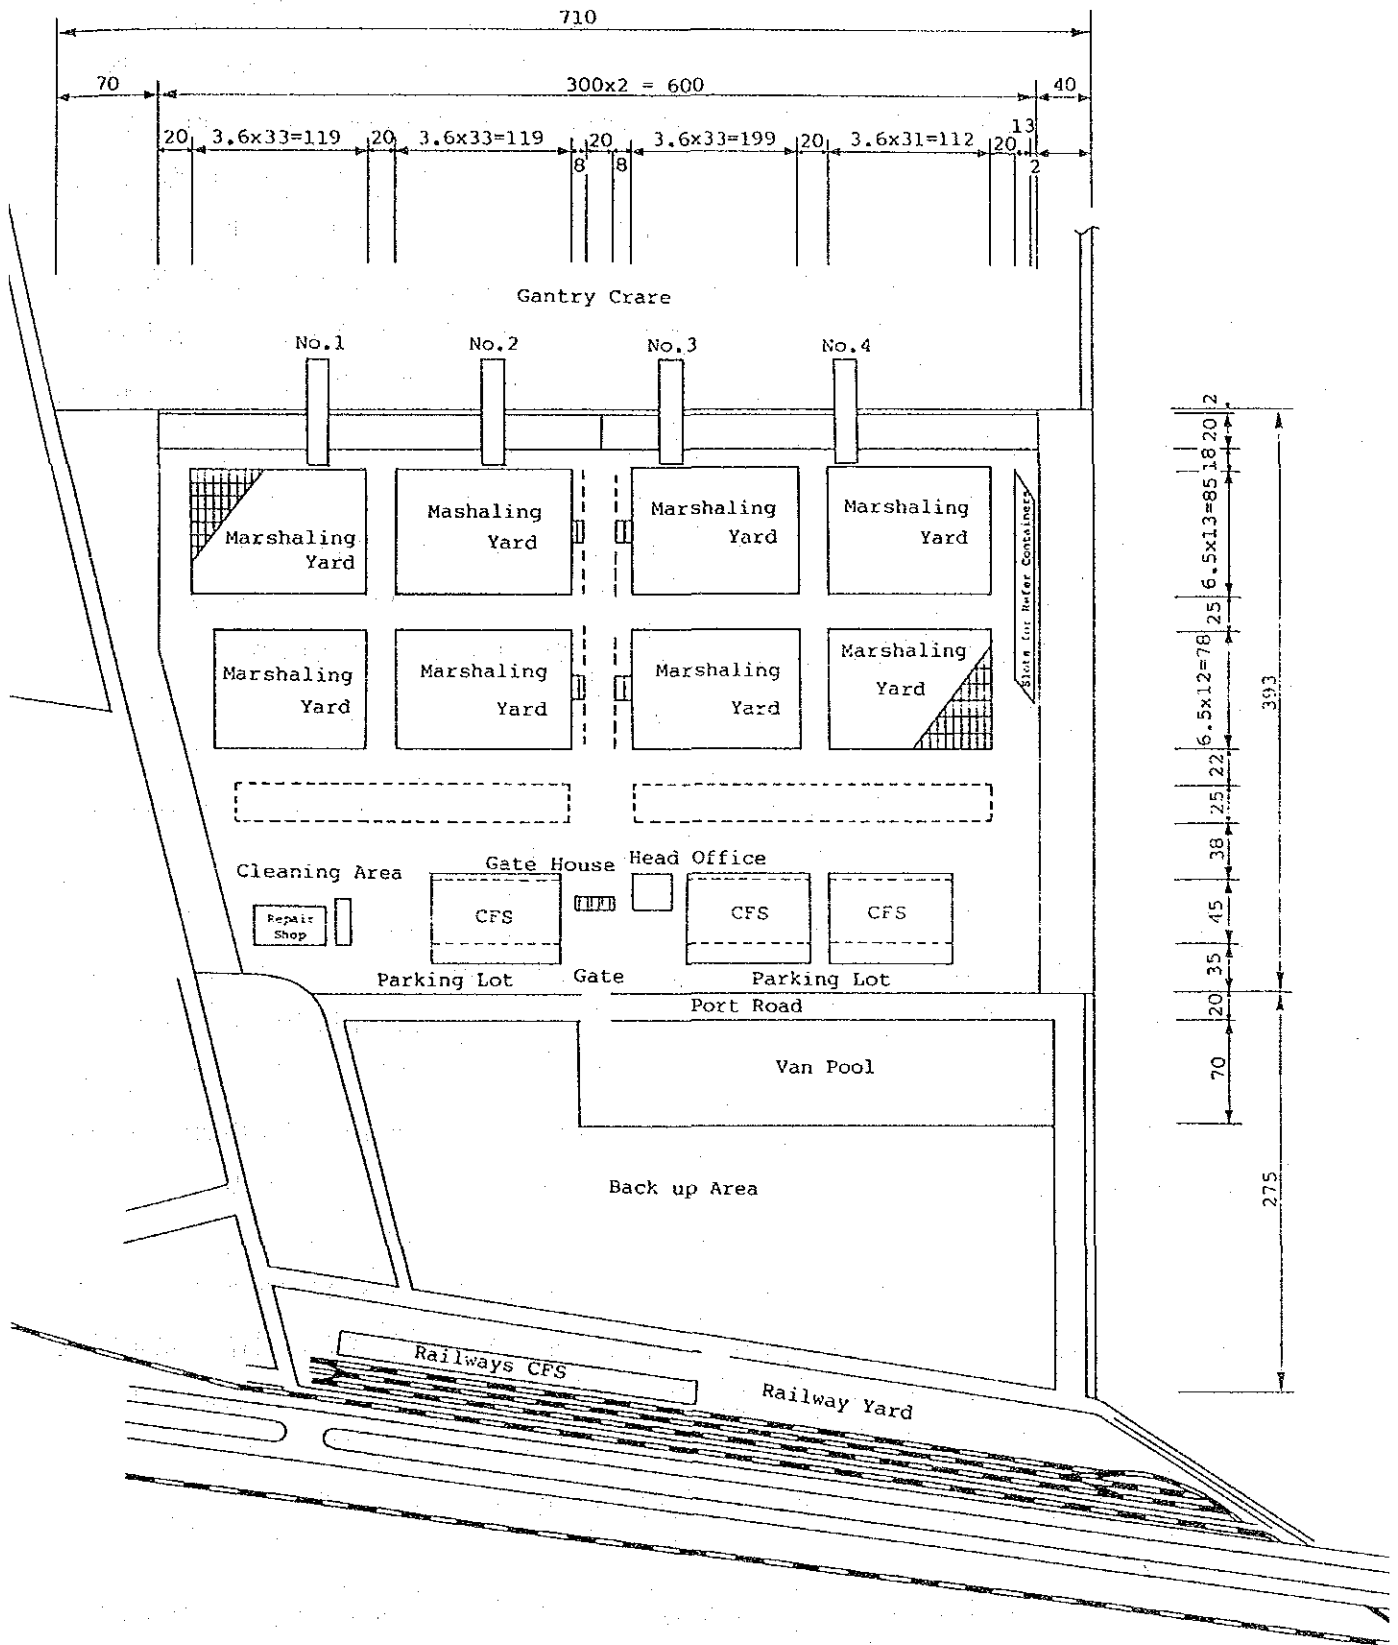 710
70
300x2 = 600
40
20
3.6x33=119
20
3.6x33=119
8
20
8
3.6x33=199
20
3.6x31=112
20
13
2
Gantry Crare
No.1
No.2
No.3
No.4
Marshaling
Yard
Mashaling
Yard
Marshaling
Yard
Marshaling
Yard
Marshaling
Yard
Marshaling
Yard
Marshaling
Yard
Marshaling
Yard
Refer Containers
Cleaning Area
Gate House
Head Office
Repair
Shop
CFS
CFS
CFS
Parking Lot
Gate
Parking Lot
Port Road
Van Pool
Back up Area
Railways CFS
Railway Yard
2
20
18
6.5x13=85
25
6.5x12=78
22
25
38
45
35
20
70
393
275